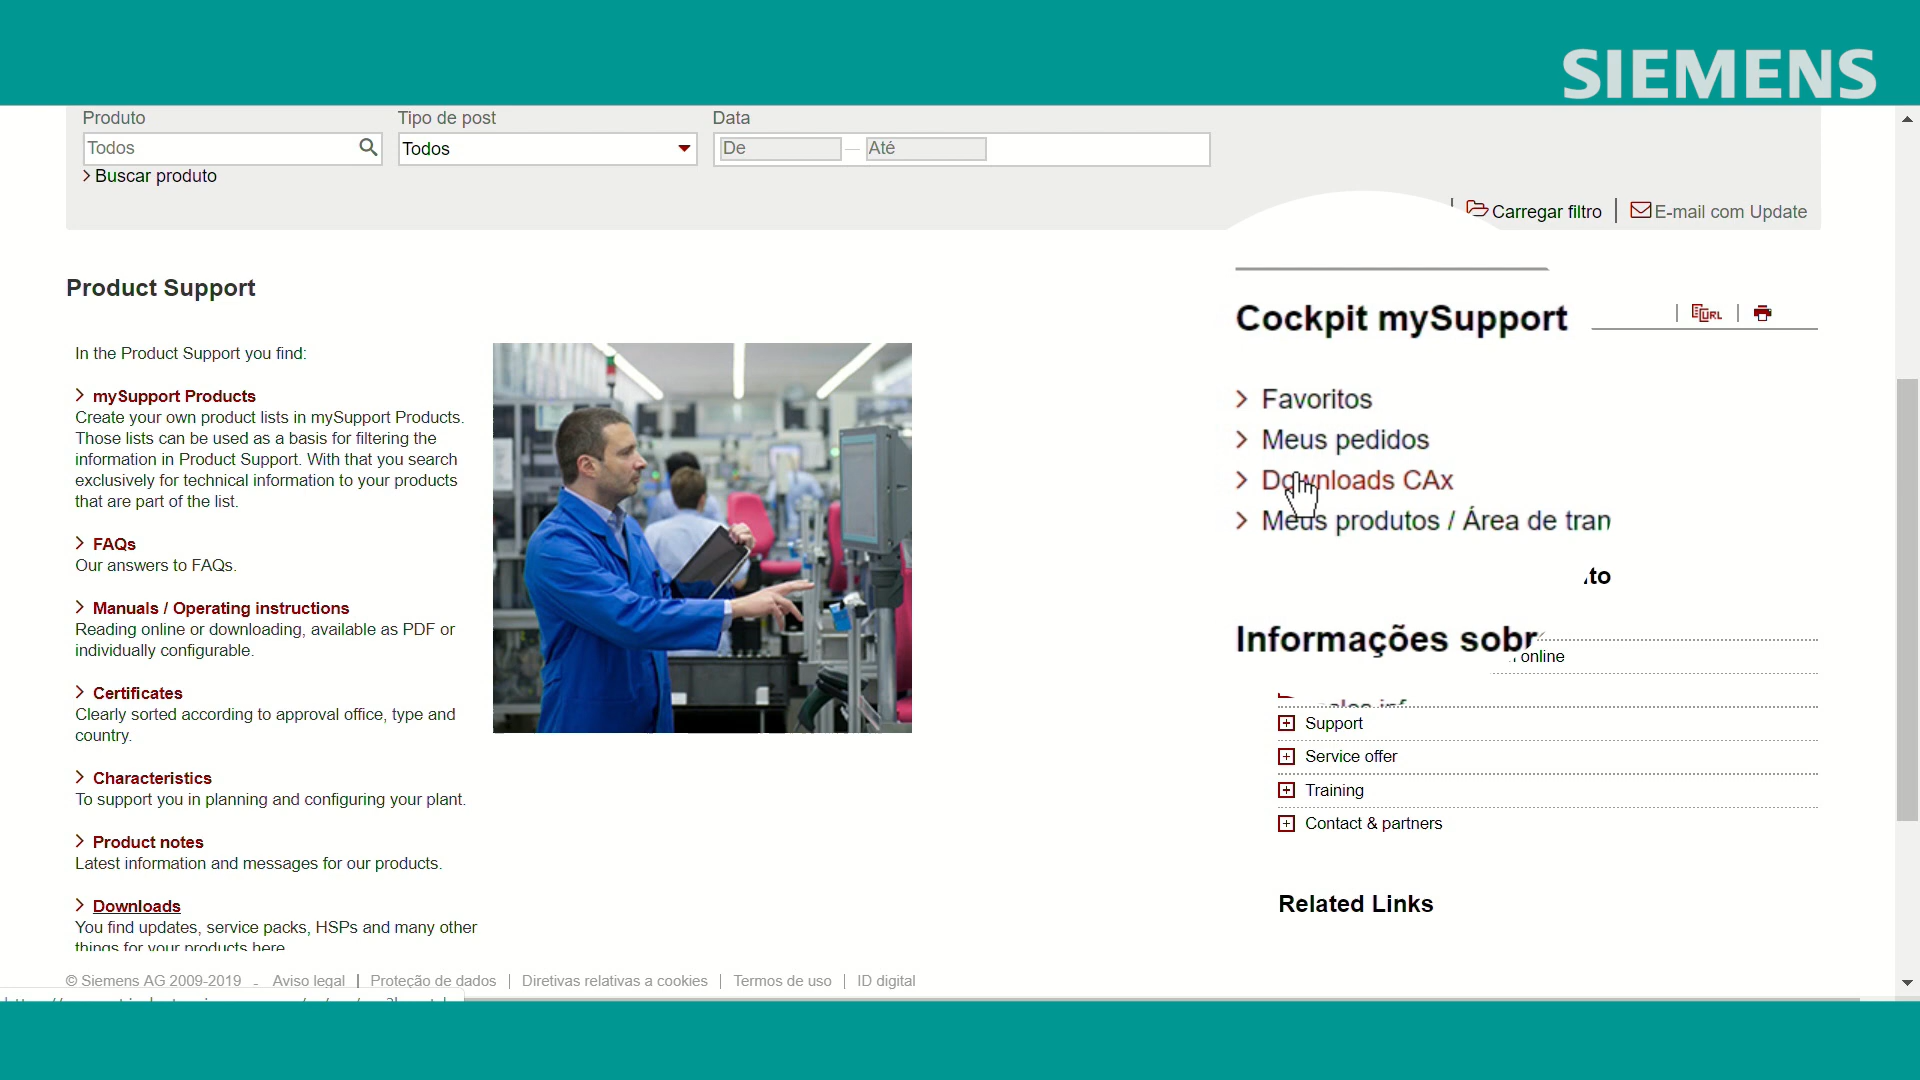 SIEMENS
Produto
Tipo de post
Data
Todos
Todos
De — Até
Buscar produto
Carregar filtro
E-mail com Update
Product Support
Cockpit mySupport
URL
In the Product Support you find:
mySupport Products
Create your own product lists in mySupport Products.
Those lists can be used as a basis for filtering the
information in Product Support. With that you search
exclusively for technical information to your products
that are part of the list.
FAQs
Our answers to FAQs.
Manuals / Operating instructions
Reading online or downloading, available as PDF or
individually configurable.
Certificates
Clearly sorted according to approval office, type and
country.
Characteristics
To support you in planning and configuring your plant.
Product notes
Latest information and messages for our products.
Downloads
You find updates, service packs, HSPs and many other
things for your products here
Favoritos
Meus pedidos
Downloads CAx
Meus produtos / Área de tran
to
Informações sobr
online
Support
Service offer
Training
Contact & partners
Related Links
© Siemens AG 2009-2019 - Aviso legal | Proteção de dados | Diretivas relativas a cookies | Termos de uso | ID digital